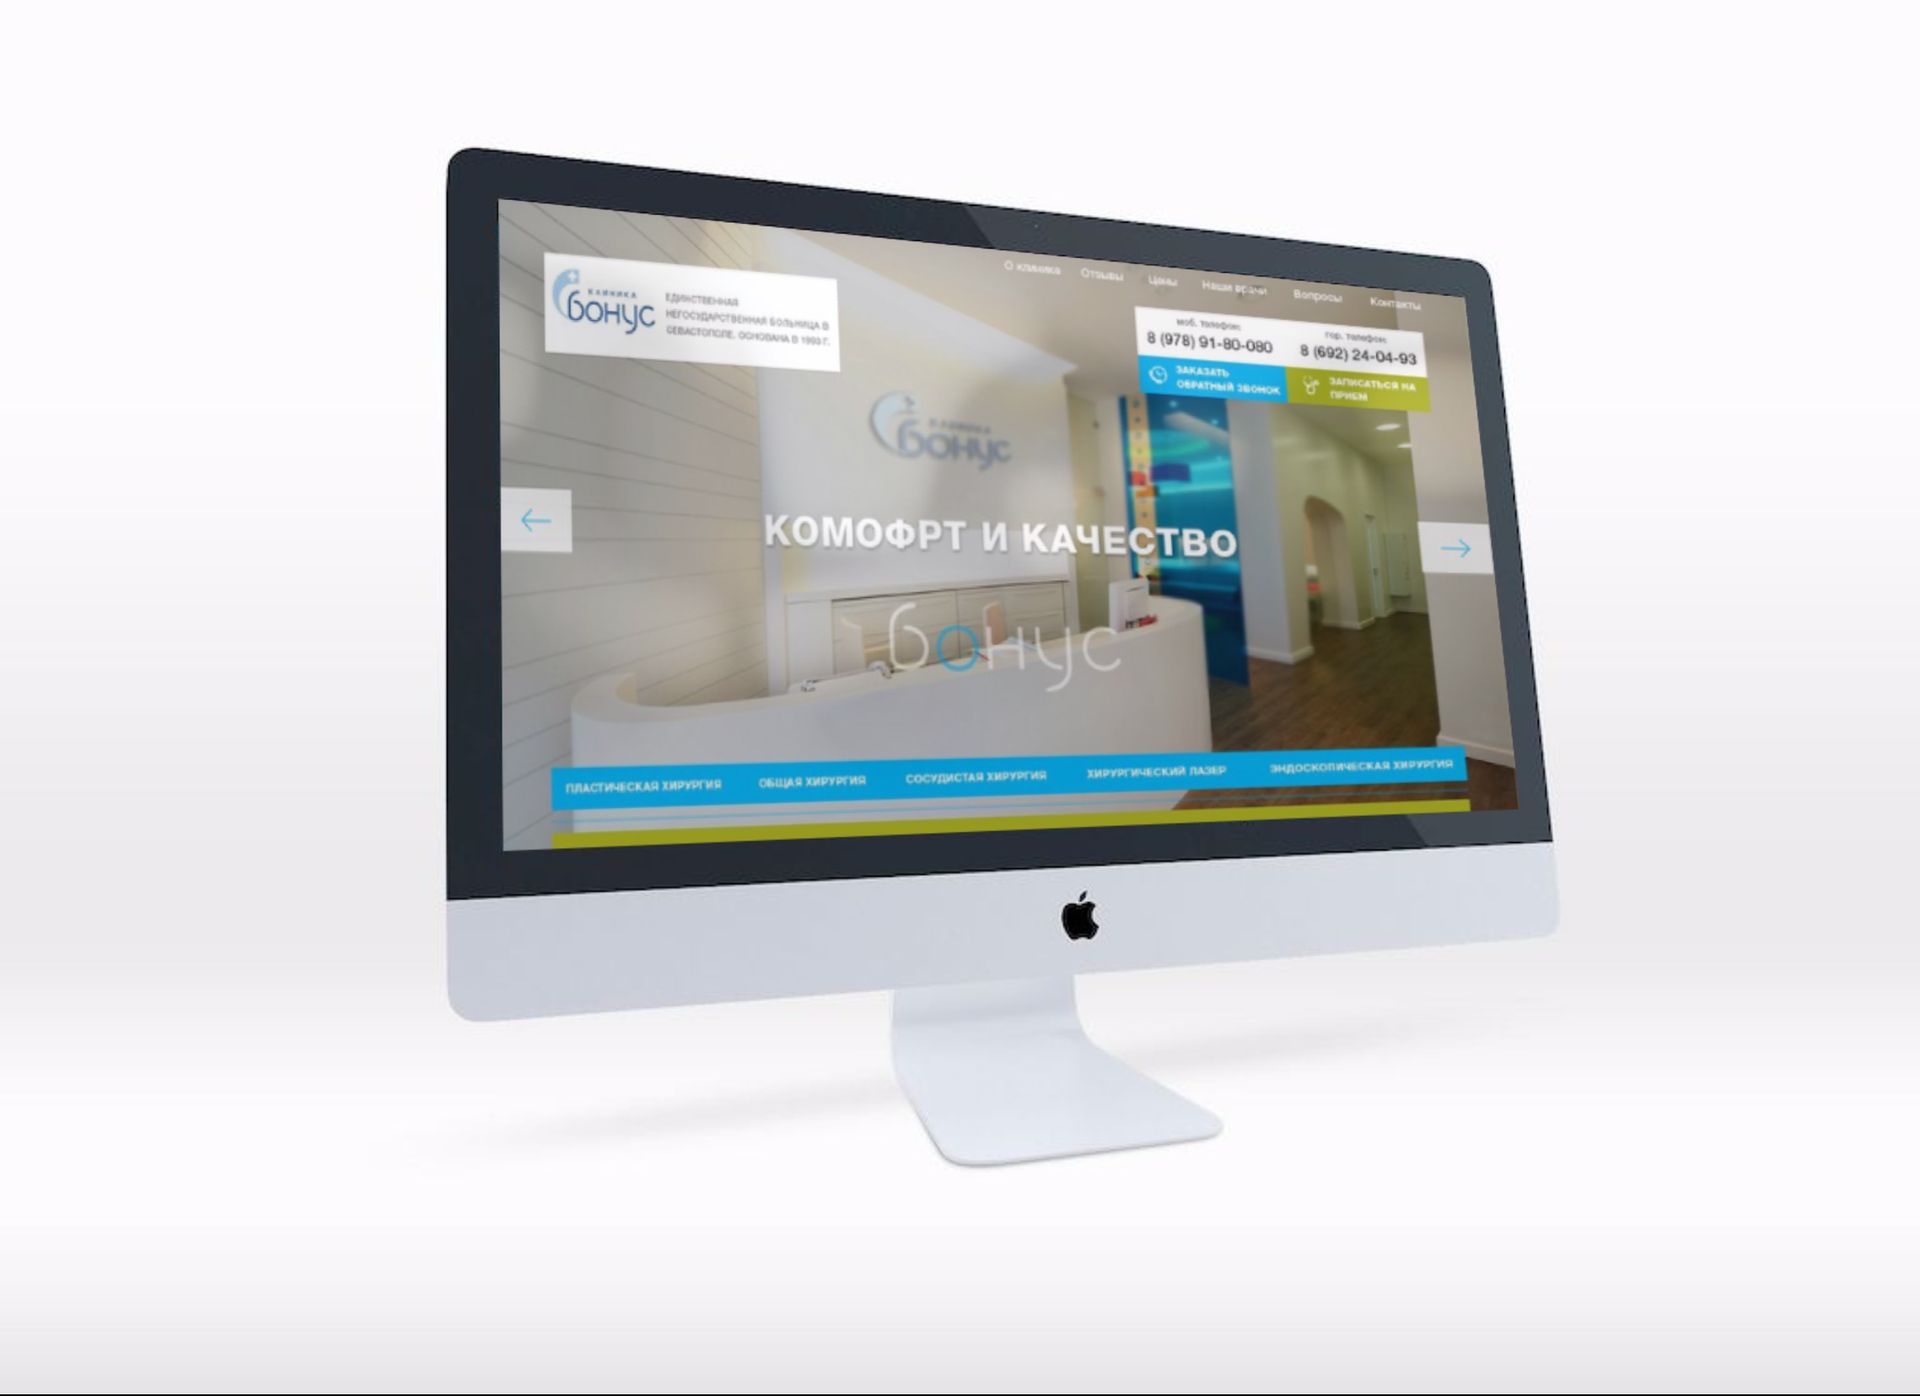 КЛИНИКА
бонус
ЕДИНСТВЕННАЯ
НЕГОСУДАРСТВЕННАЯ БОЛЬНИЦА В
СЕВАСТОПОЛЕ. ОСНОВАНА В 1993 Г.
О клинике Отзывы Цены Наши врачи Вопросы Контакты
моб. телефон: гор. телефон:
8 (978) 91-80-080 8 (692) 24-04-93
ЗАКАЗАТЬ
ОБРАТНЫЙ ЗВОНОК
ЗАПИСАТЬСЯ НА
ПРИЕМ
КЛИНИКА
бонус
КОМОФРТ И КАЧЕСТВО
бонус
ПЛАСТИЧЕСКАЯ ХИРУРГИЯ ОБЩАЯ ХИРУРГИЯ СОСУДИСТАЯ ХИРУРГИЯ ХИРУРГИЧЕСКИЙ ЛАЗЕР ЭНДОСКОПИЧЕСКАЯ ХИРУРГИЯ